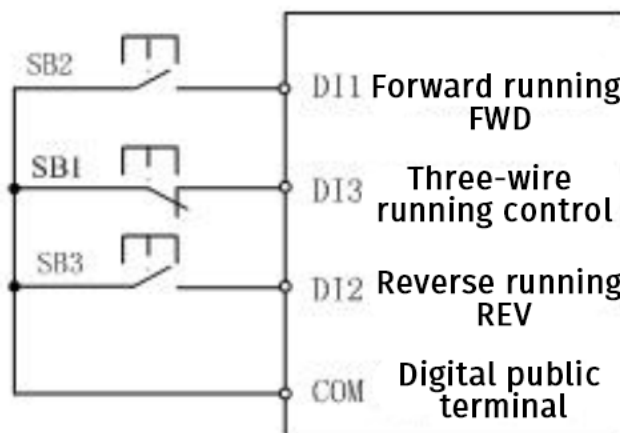 SB2
DI1 Forward running
FWD
SB1
DI3 Three-wire
running control
SB3
DI2 Reverse running
REV
COM Digital public
terminal